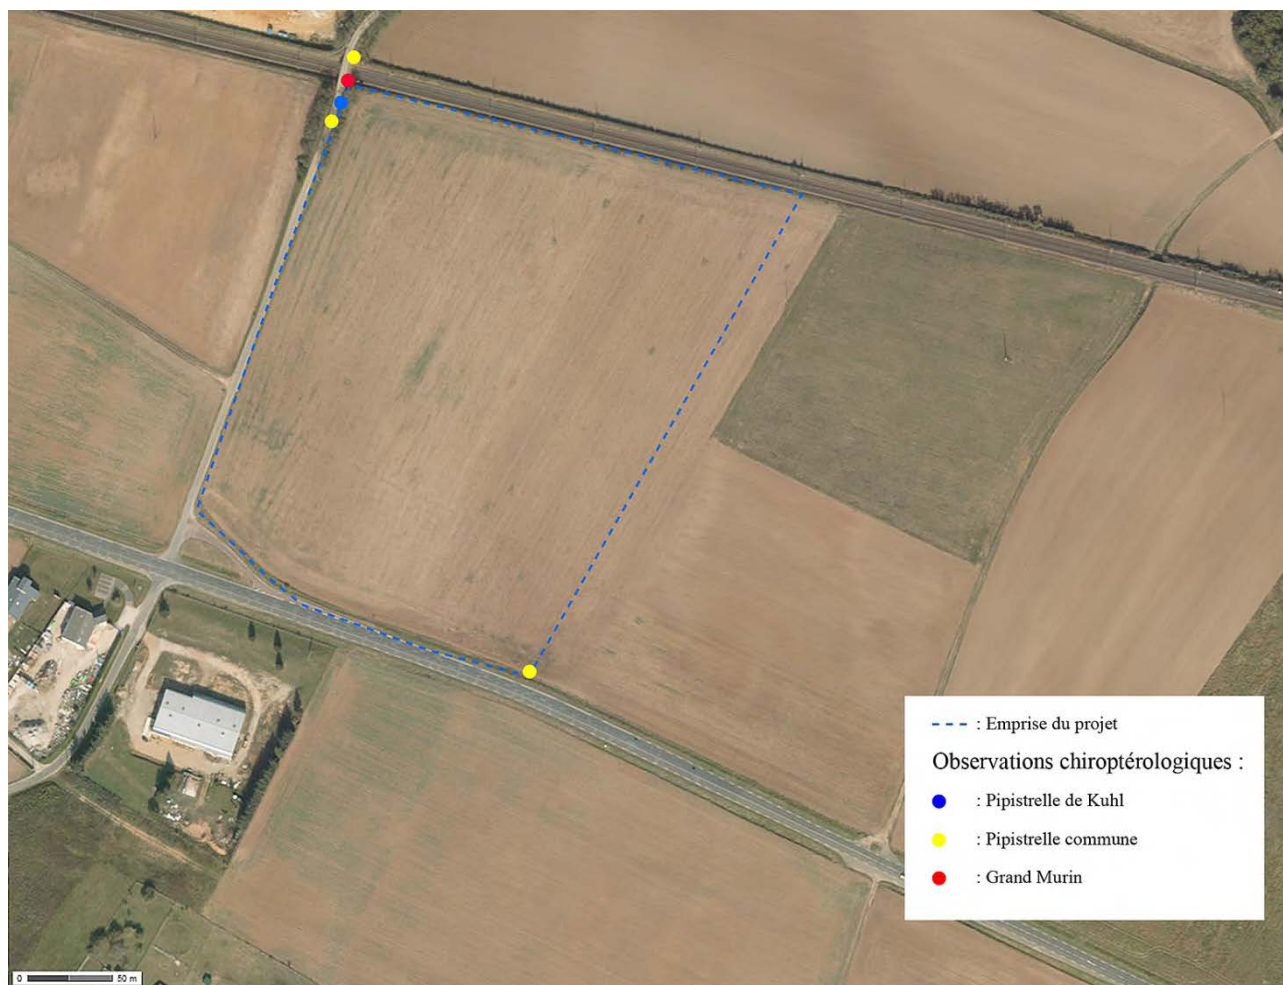 : Emprise du projet
Observations chiroptérologiques :
: Pipistrelle de Kuhl
: Pipistrelle commune
: Grand Murin
0 50 m